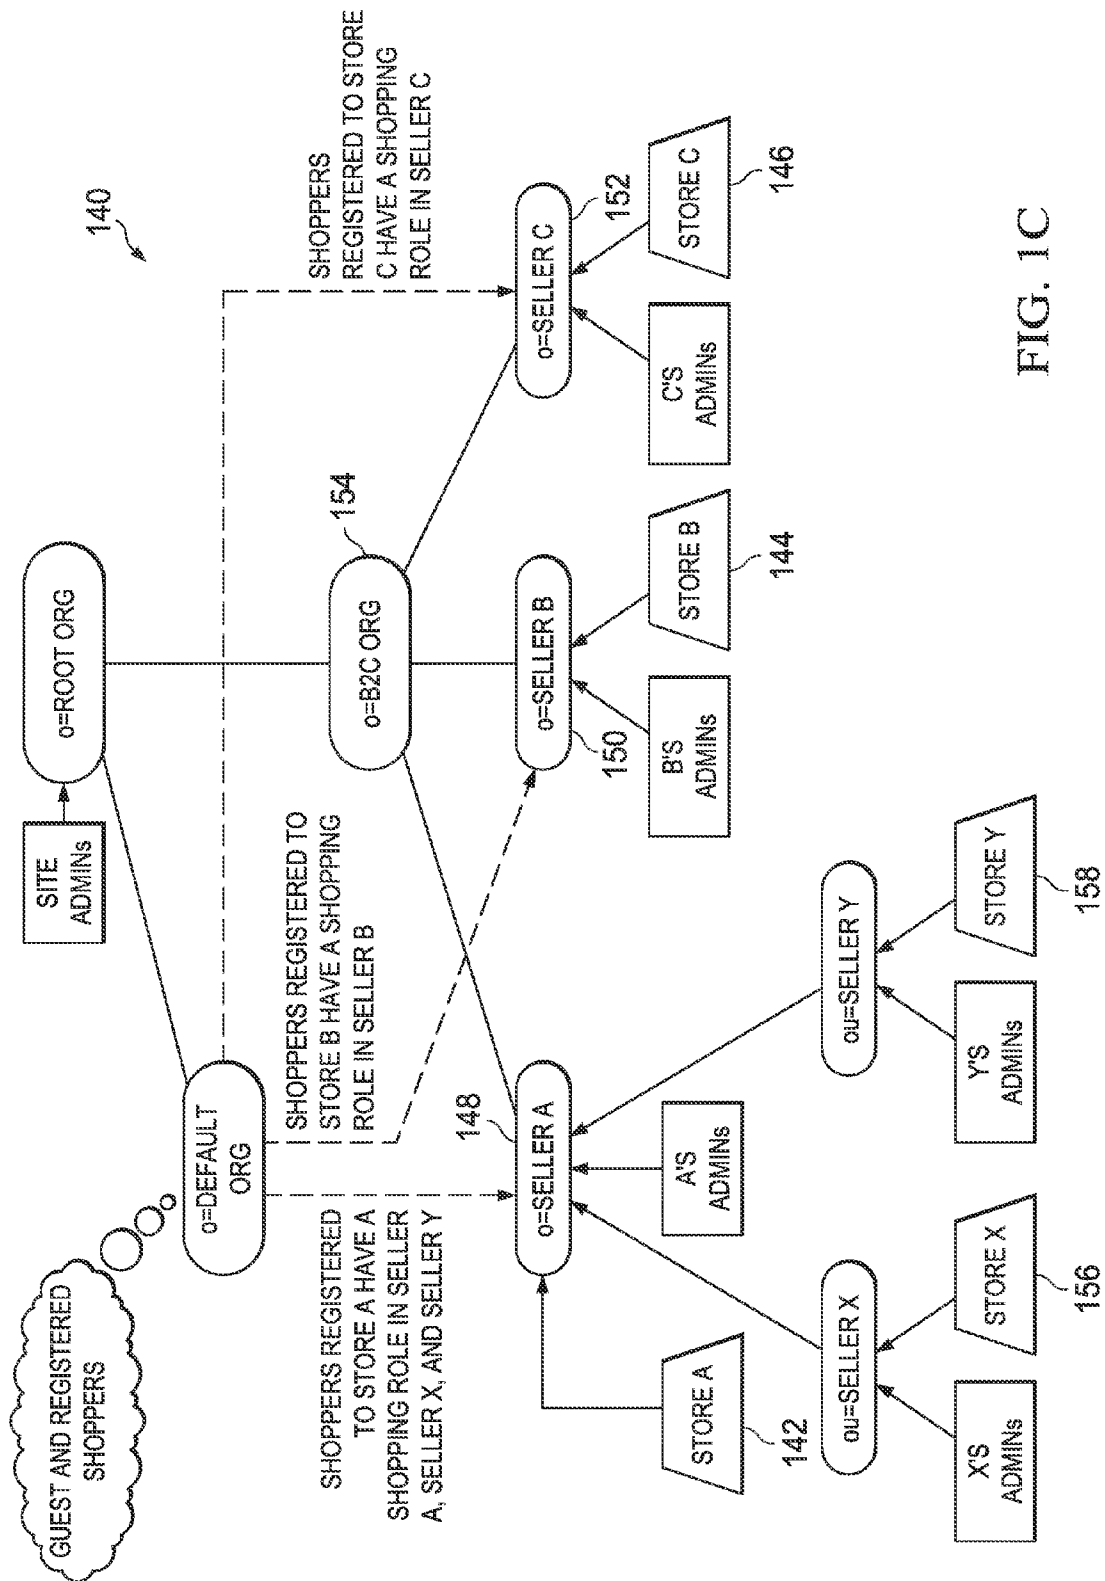 140
SITE
ADMINs
o=ROOT ORG
GUEST AND REGISTERED
SHOPPERS
o=DEFAULT
ORG
SHOPPERS
REGISTERED TO STORE
C HAVE A SHOPPING
ROLE IN SELLER C
SHOPPERS REGISTERED TO
STORE B HAVE A SHOPPING
ROLE IN SELLER B
SHOPPERS REGISTERED
TO STORE A HAVE A
SHOPPING ROLE IN SELLER
A, SELLER X, AND SELLER Y
o=B2C ORG
154
148
o=SELLER A
150
o=SELLER B
o=SELLER C
152
STORE A
142
A'S
ADMINs
B'S
ADMINs
STORE B
144
C'S
ADMINs
STORE C
146
ou=SELLER X
ou=SELLER Y
X'S
ADMINs
STORE X
156
Y'S
ADMINs
STORE Y
158
FIG. 1C